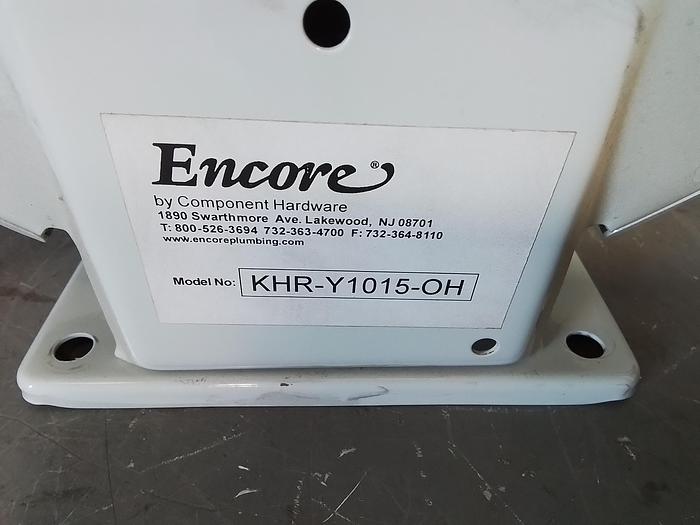 Encore®
by Component Hardware
1890 Swarthmore Ave. Lakewood, NJ 08701
T: 800-526-3694 732-363-4700 F: 732-364-8110
www.encoreplumbing.com
Model No: KHR-Y1015-OH